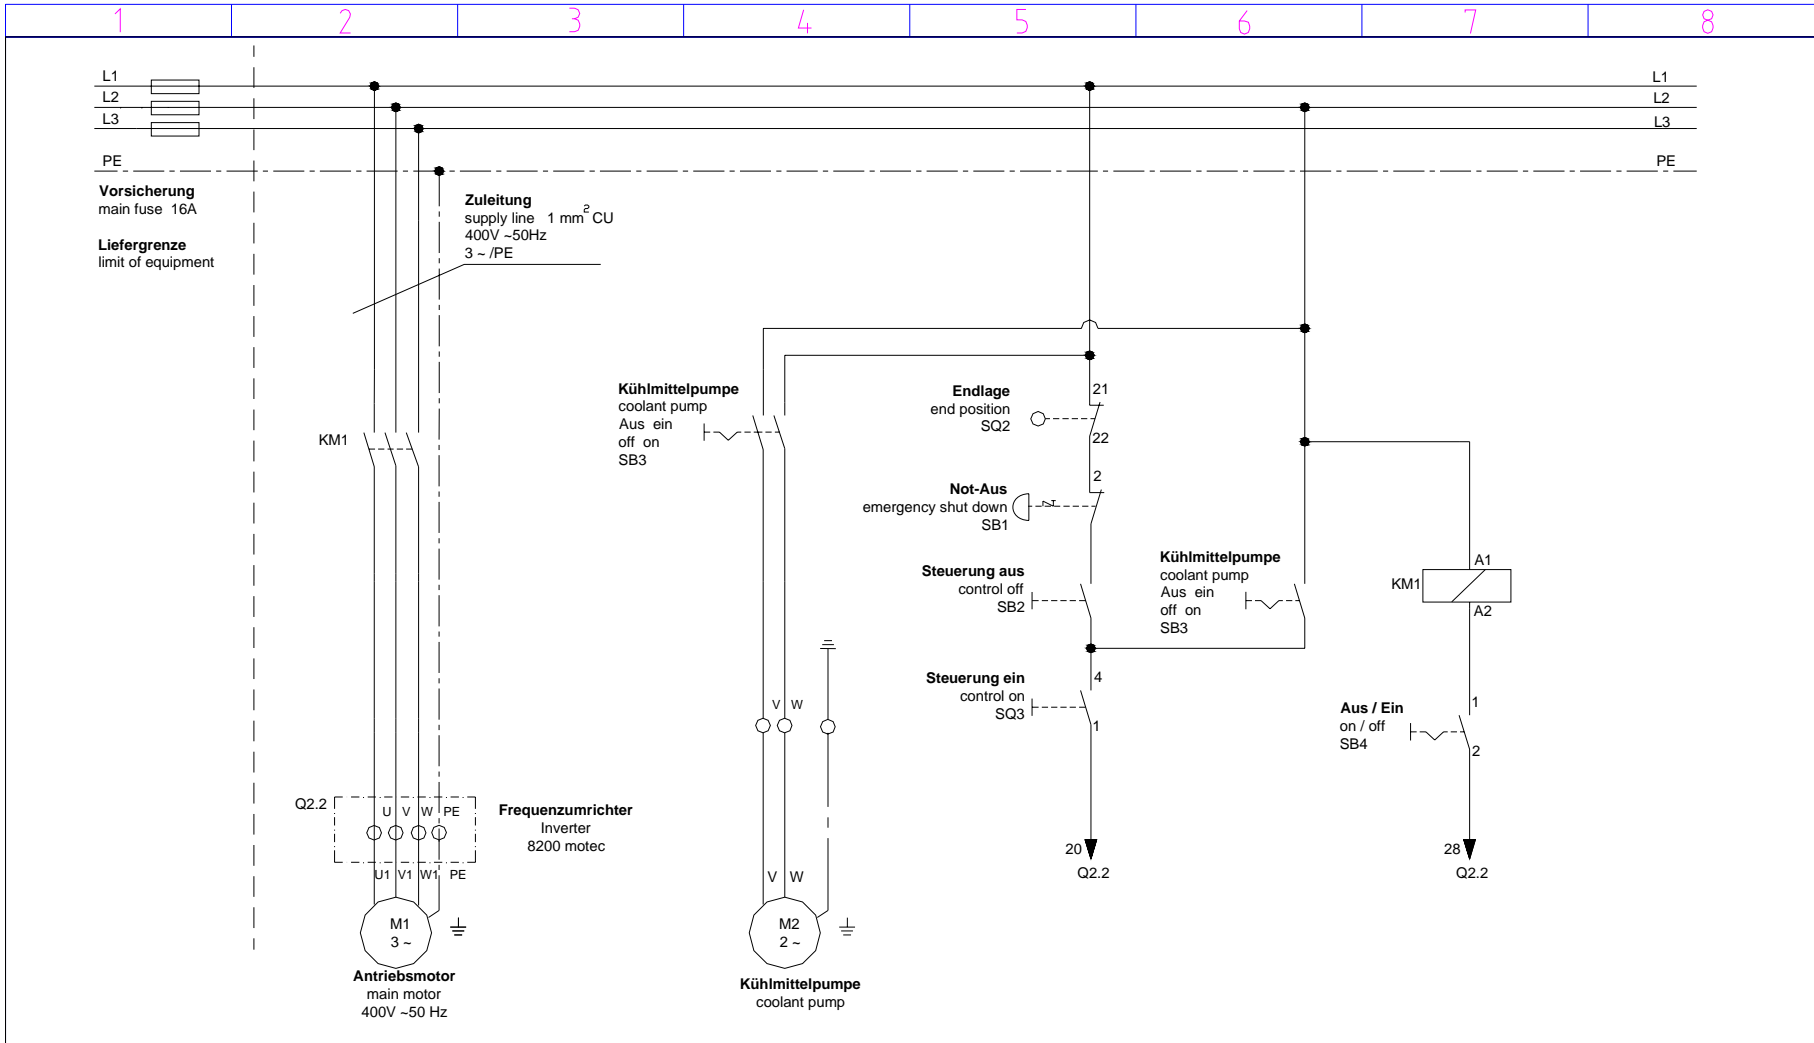 1 2 3 4 5 6 7 8
L1 L1
L2 L2
L3 L3
PE PE
Vorsicherung
main fuse 16A
Liefergrenze
limit of equipment
Zuleitung
supply line 1 mm² CU
400V ~50Hz
3 ~ /PE
KM1
Kühlmittelpumpe
coolant pump
Aus ein
off on
SB3
Endlage
end position
SQ2
21
22
Not-Aus
emergency shut down
SB1
2
Steuerung aus
control off
SB2
Kühlmittelpumpe
coolant pump
Aus ein
off on
SB3
KM1
A1
A2
Steuerung ein
control on
SQ3
4
1
V W
Aus / Ein
on / off
SB4
1
2
Q2.2
U V W PE
Frequenzumrichter
Inverter
8200 motec
U1 V1 W1 PE
V W
20
Q2.2
28
Q2.2
M1
3 ~
M2
2 ~
Antriebsmotor
main motor
400V ~50 Hz
Kühlmittelpumpe
coolant pump